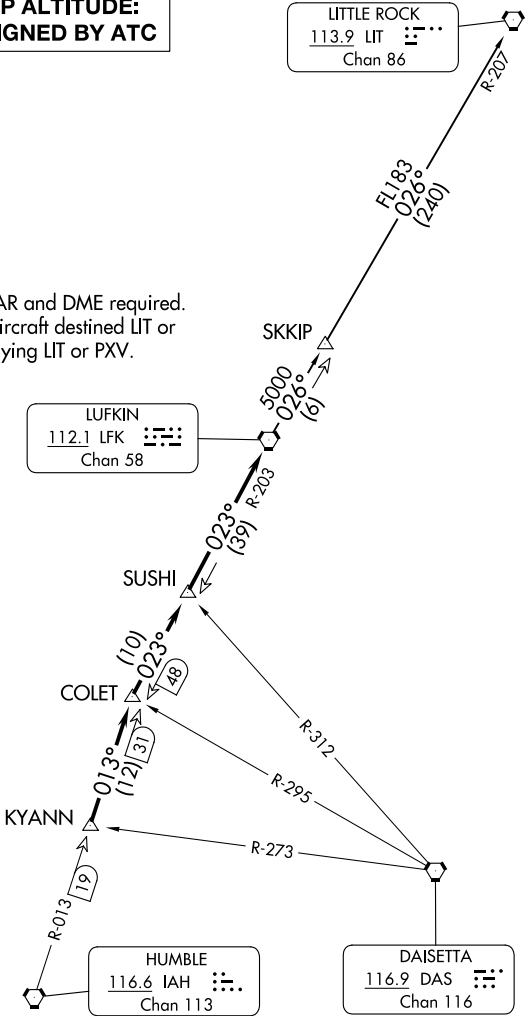 P ALTITUDE:
IGNED BY ATC
LITTLE ROCK
113.9 LIT
Chan 86
R-207
FL183
026°
(240)
AR and DME required.
ircraft destined LIT or
ying LIT or PXV.
SKKIP
5000
026°
(6)
LUFKIN
112.1 LFK
Chan 58
R-203
023°
(39)
SUSHI
(10)
023°
48
COLET
R-312
31
013°
(12)
R-295
KYANN
R-273
19
R-013
HUMBLE
116.6 IAH
Chan 113
DAISETTA
116.9 DAS
Chan 116